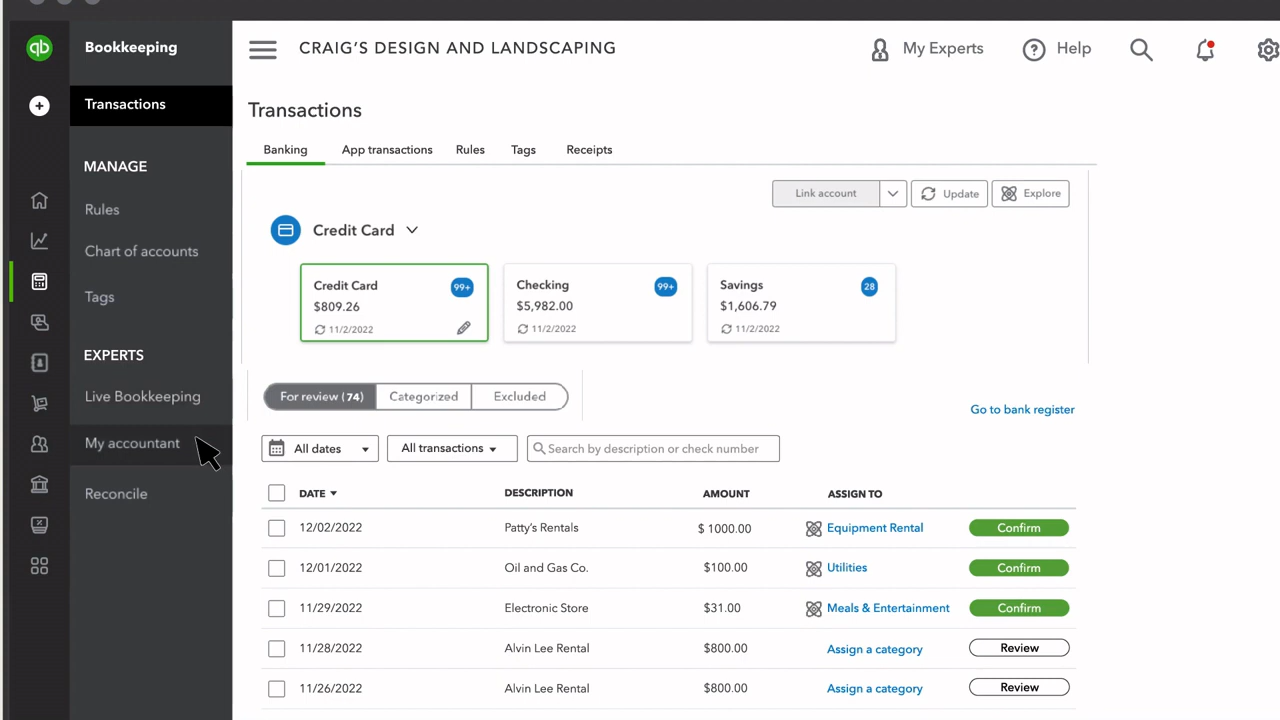 qb
Bookkeeping
Transactions
MANAGE
Rules
Chart of accounts
Tags
EXPERTS
Live Bookkeeping
My accountant
Reconcile
CRAIG'S DESIGN AND LANDSCAPING
My Experts
Help
Transactions
Banking App transactions Rules Tags Receipts
Link account Update Explore
Credit Card
Credit Card 99+
$809.26
11/2/2022
Checking 99+
$5,982.00
11/2/2022
Savings 28
$1,606.79
11/2/2022
For review (74) Categorized Excluded
Go to bank register
All dates All transactions Search by description or check number
DATE DESCRIPTION AMOUNT ASSIGN TO
12/02/2022 Patty's Rentals $ 1000.00 Equipment Rental Confirm
12/01/2022 Oil and Gas Co. $100.00 Utilities Confirm
11/29/2022 Electronic Store $31.00 Meals & Entertainment Confirm
11/28/2022 Alvin Lee Rental $800.00 Assign a category Review
11/26/2022 Alvin Lee Rental $800.00 Assign a category Review